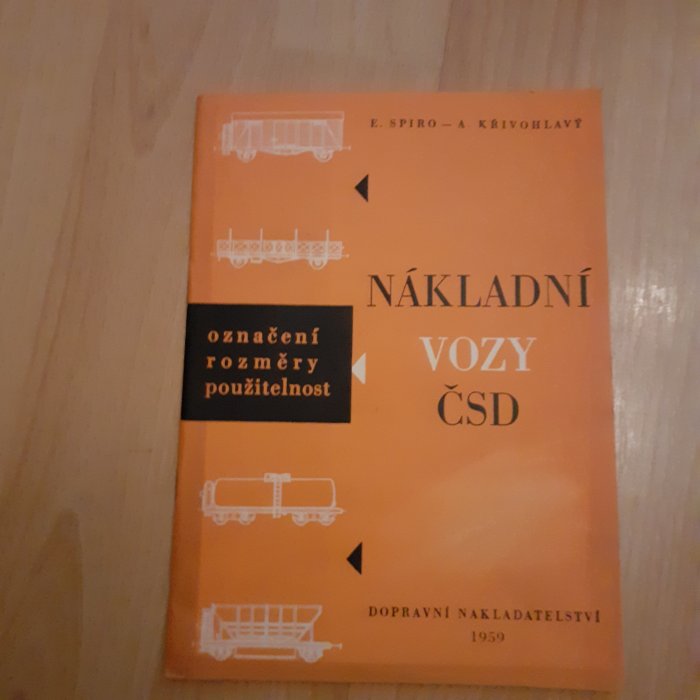 E. SPIRO – A. KŘIVOHLAVÝ
NÁKLADNÍ
VOZY
ČSD
označení
rozměry
použitelnost
DOPRAVNÍ NAKLADATELSTVÍ
1959